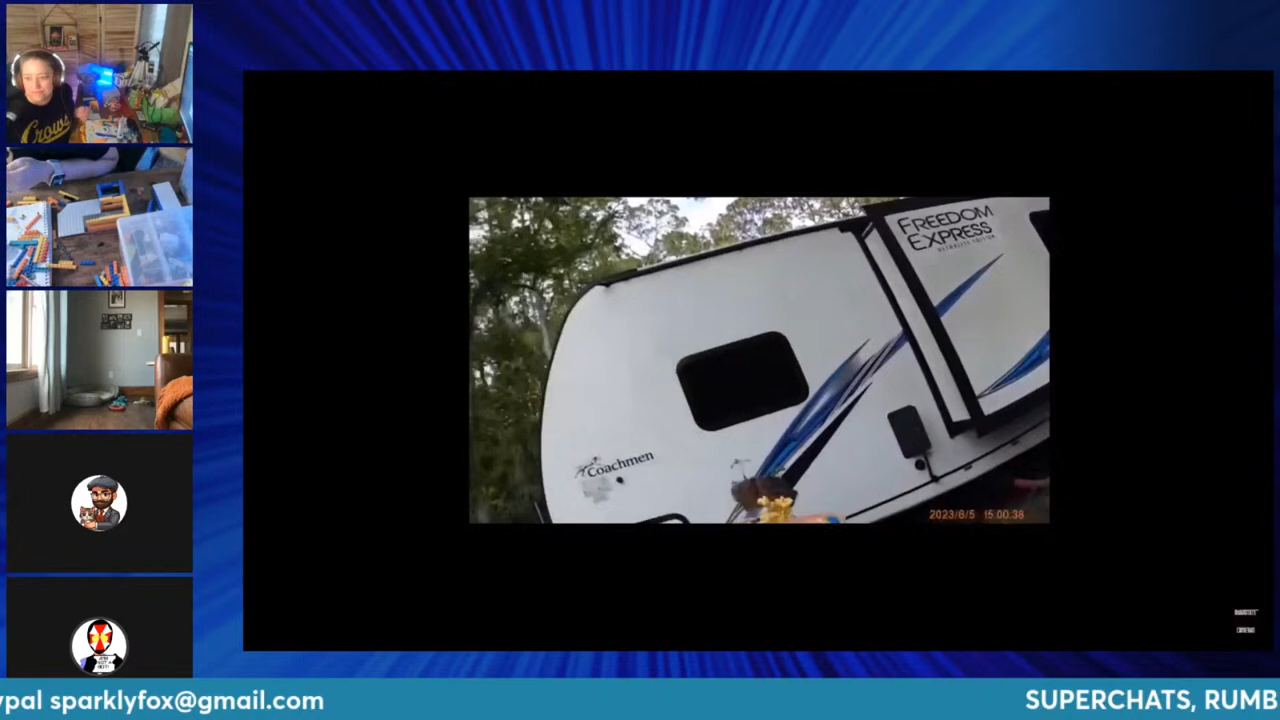 Crows
FREEDOM
EXPRESS
Coachmen
2023/6/5 15:00:38
ypal sparklyfox@gmail.com
SUPERCHATS, RUMB